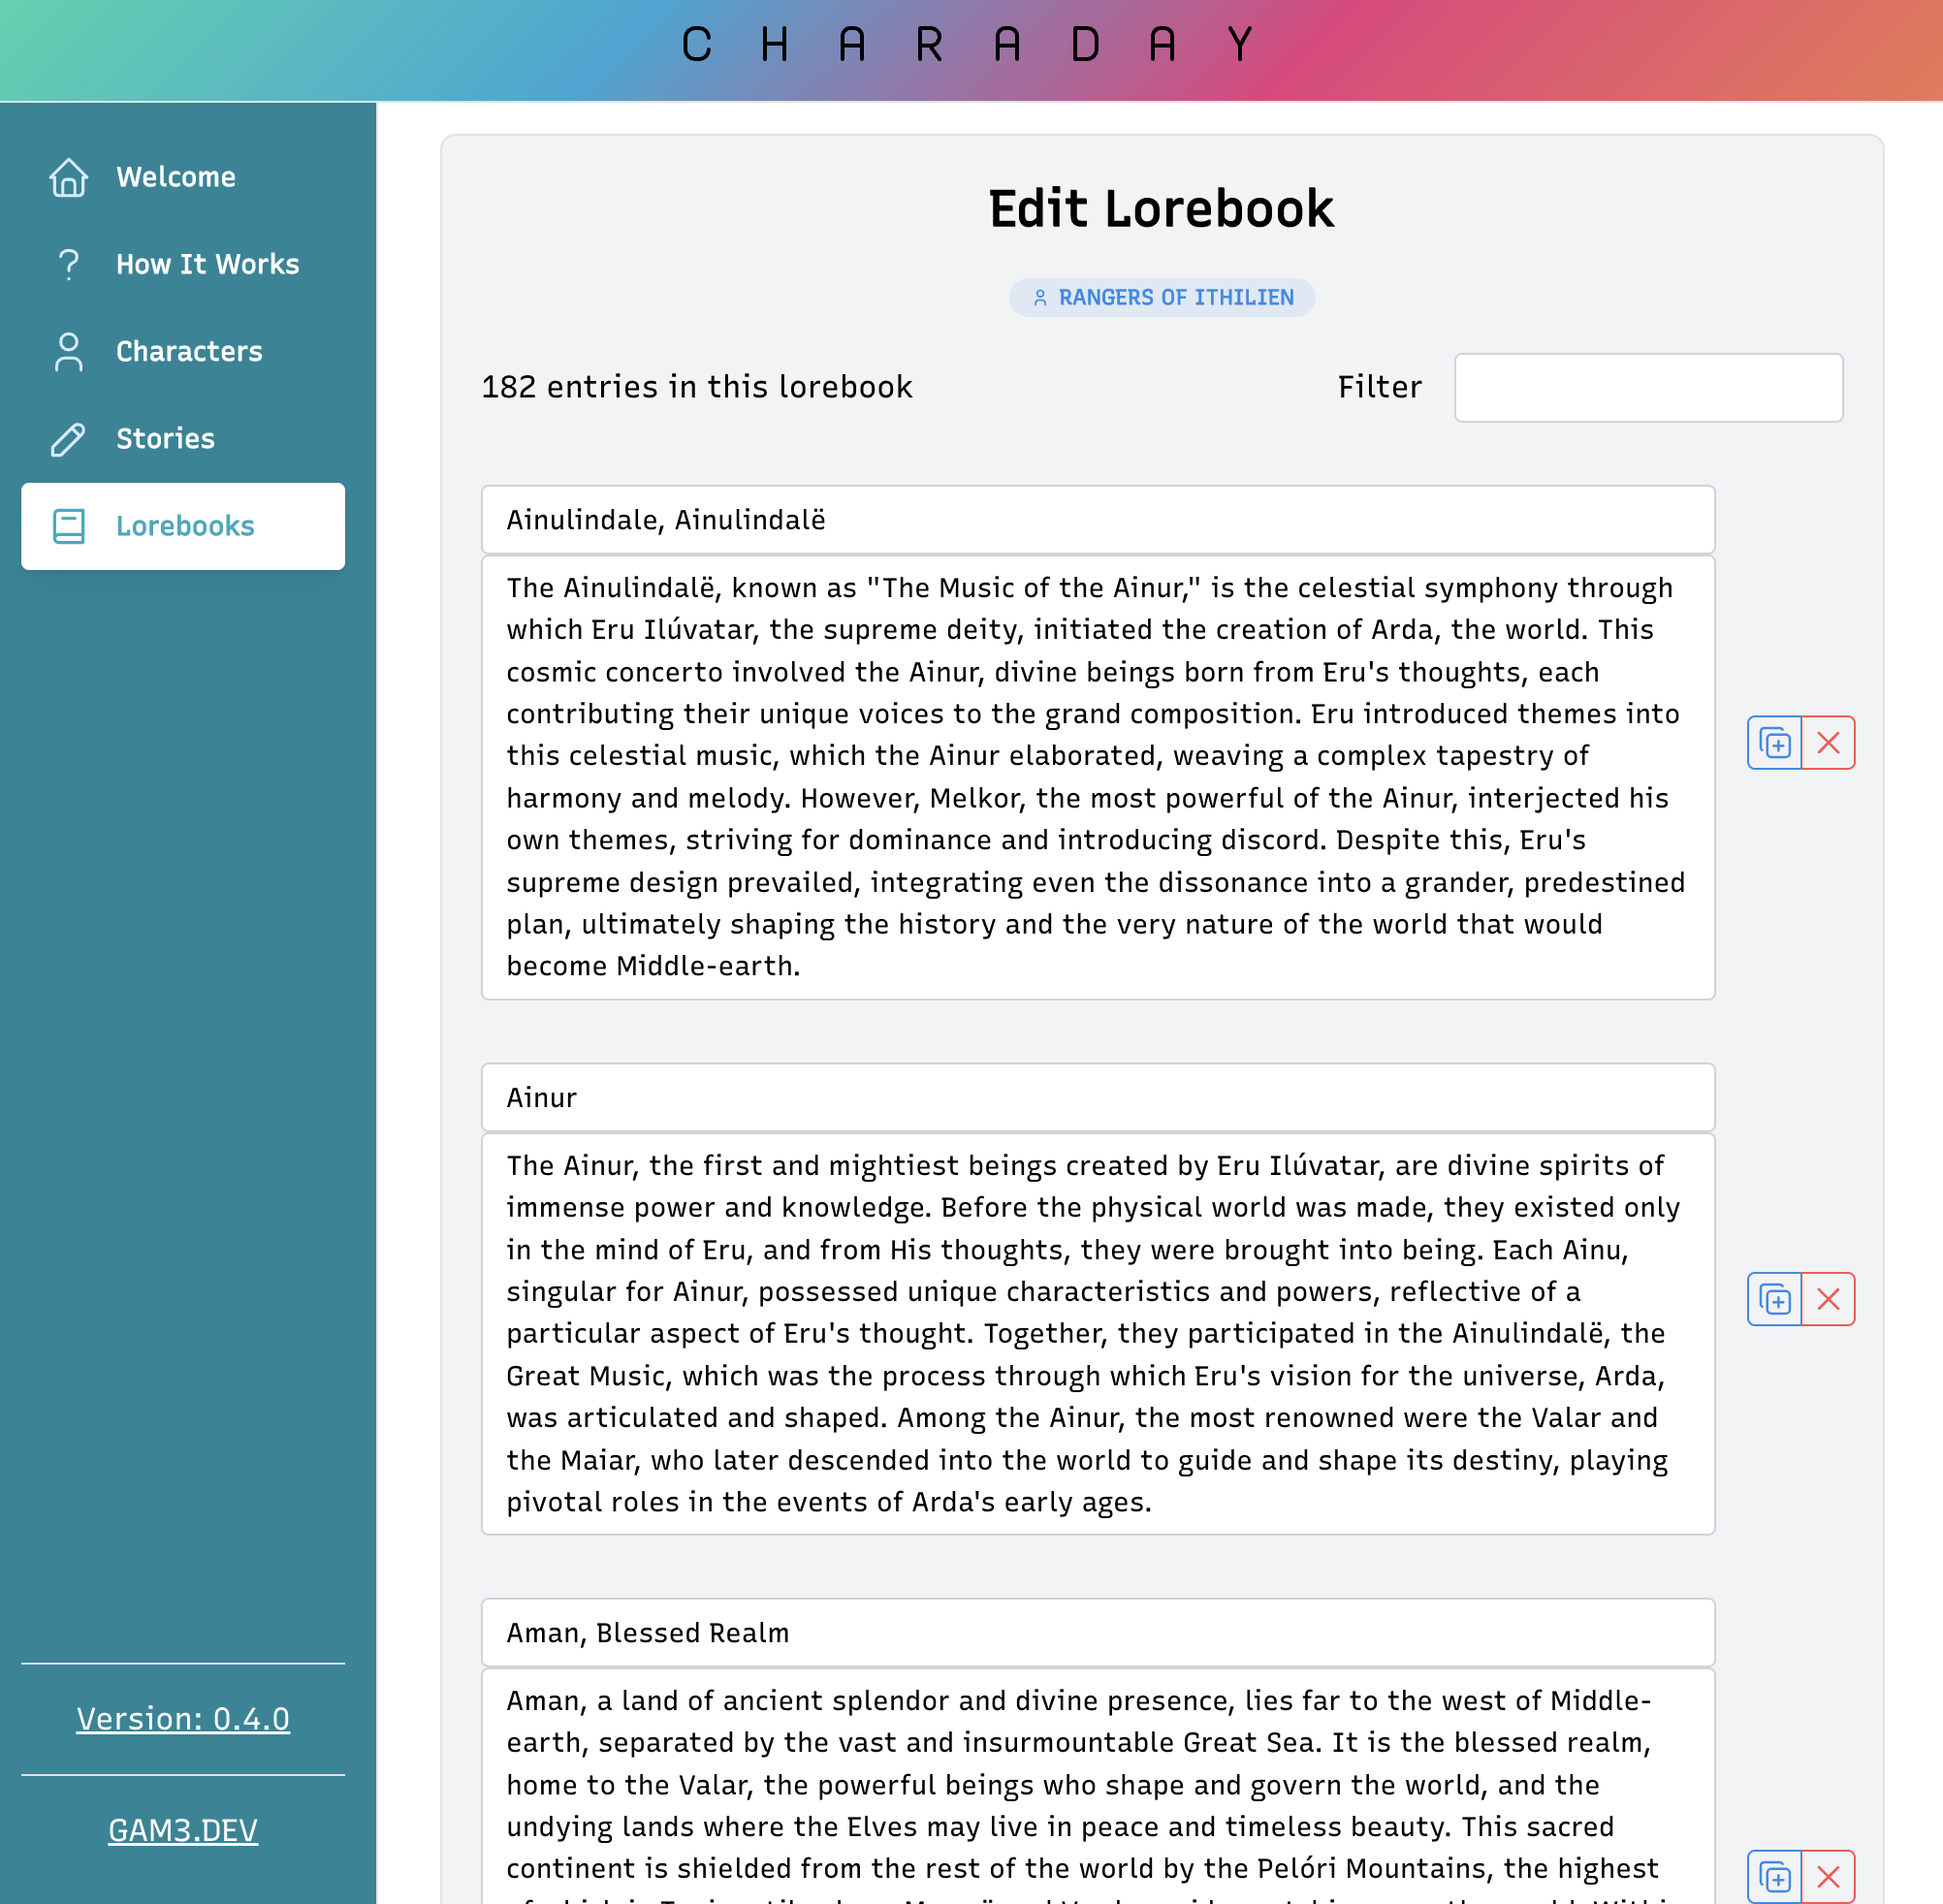 C H A R A D A Y
Welcome
How It Works
Characters
Stories
Lorebooks
Version: 0.4.0
GAM3.DEV
Edit Lorebook
RANGERS OF ITHILIEN
182 entries in this lorebook
Filter
Ainulindale, Ainulindalë
The Ainulindalë, known as "The Music of the Ainur," is the celestial symphony through
which Eru Ilúvatar, the supreme deity, initiated the creation of Arda, the world. This
cosmic concerto involved the Ainur, divine beings born from Eru's thoughts, each
contributing their unique voices to the grand composition. Eru introduced themes into
this celestial music, which the Ainur elaborated, weaving a complex tapestry of
harmony and melody. However, Melkor, the most powerful of the Ainur, interjected his
own themes, striving for dominance and introducing discord. Despite this, Eru's
supreme design prevailed, integrating even the dissonance into a grander, predestined
plan, ultimately shaping the history and the very nature of the world that would
become Middle-earth.
Ainur
The Ainur, the first and mightiest beings created by Eru Ilúvatar, are divine spirits of
immense power and knowledge. Before the physical world was made, they existed only
in the mind of Eru, and from His thoughts, they were brought into being. Each Ainu,
singular for Ainur, possessed unique characteristics and powers, reflective of a
particular aspect of Eru's thought. Together, they participated in the Ainulindalë, the
Great Music, which was the process through which Eru's vision for the universe, Arda,
was articulated and shaped. Among the Ainur, the most renowned were the Valar and
the Maiar, who later descended into the world to guide and shape its destiny, playing
pivotal roles in the events of Arda's early ages.
Aman, Blessed Realm
Aman, a land of ancient splendor and divine presence, lies far to the west of Middle-
earth, separated by the vast and insurmountable Great Sea. It is the blessed realm,
home to the Valar, the powerful beings who shape and govern the world, and the
undying lands where the Elves may live in peace and timeless beauty. This sacred
continent is shielded from the rest of the world by the Pelóri Mountains, the highest